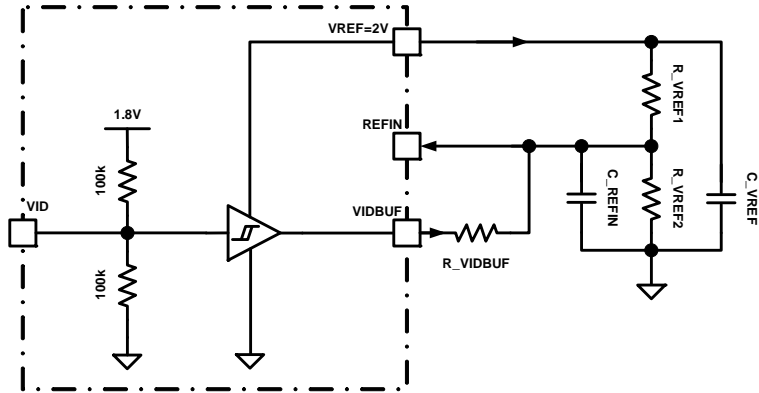 VREF=2V
R_VREF1
1.8V
REFIN
100k
VID
VIDBUF
C_REFIN
R_VREF2
C_VREF
R_VIDBUF
100k